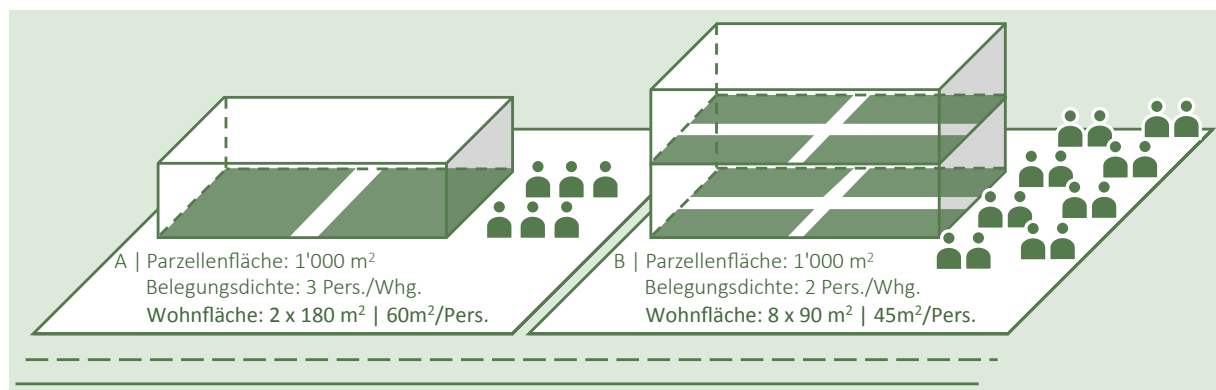 A | Parzellenfläche: 1'000 m²
Belegungsdichte: 3 Pers./Whg.
Wohnfläche: 2 x 180 m² | 60m²/Pers.
B | Parzellenfläche: 1'000 m²
Belegungsdichte: 2 Pers./Whg.
Wohnfläche: 8 x 90 m² | 45m²/Pers.